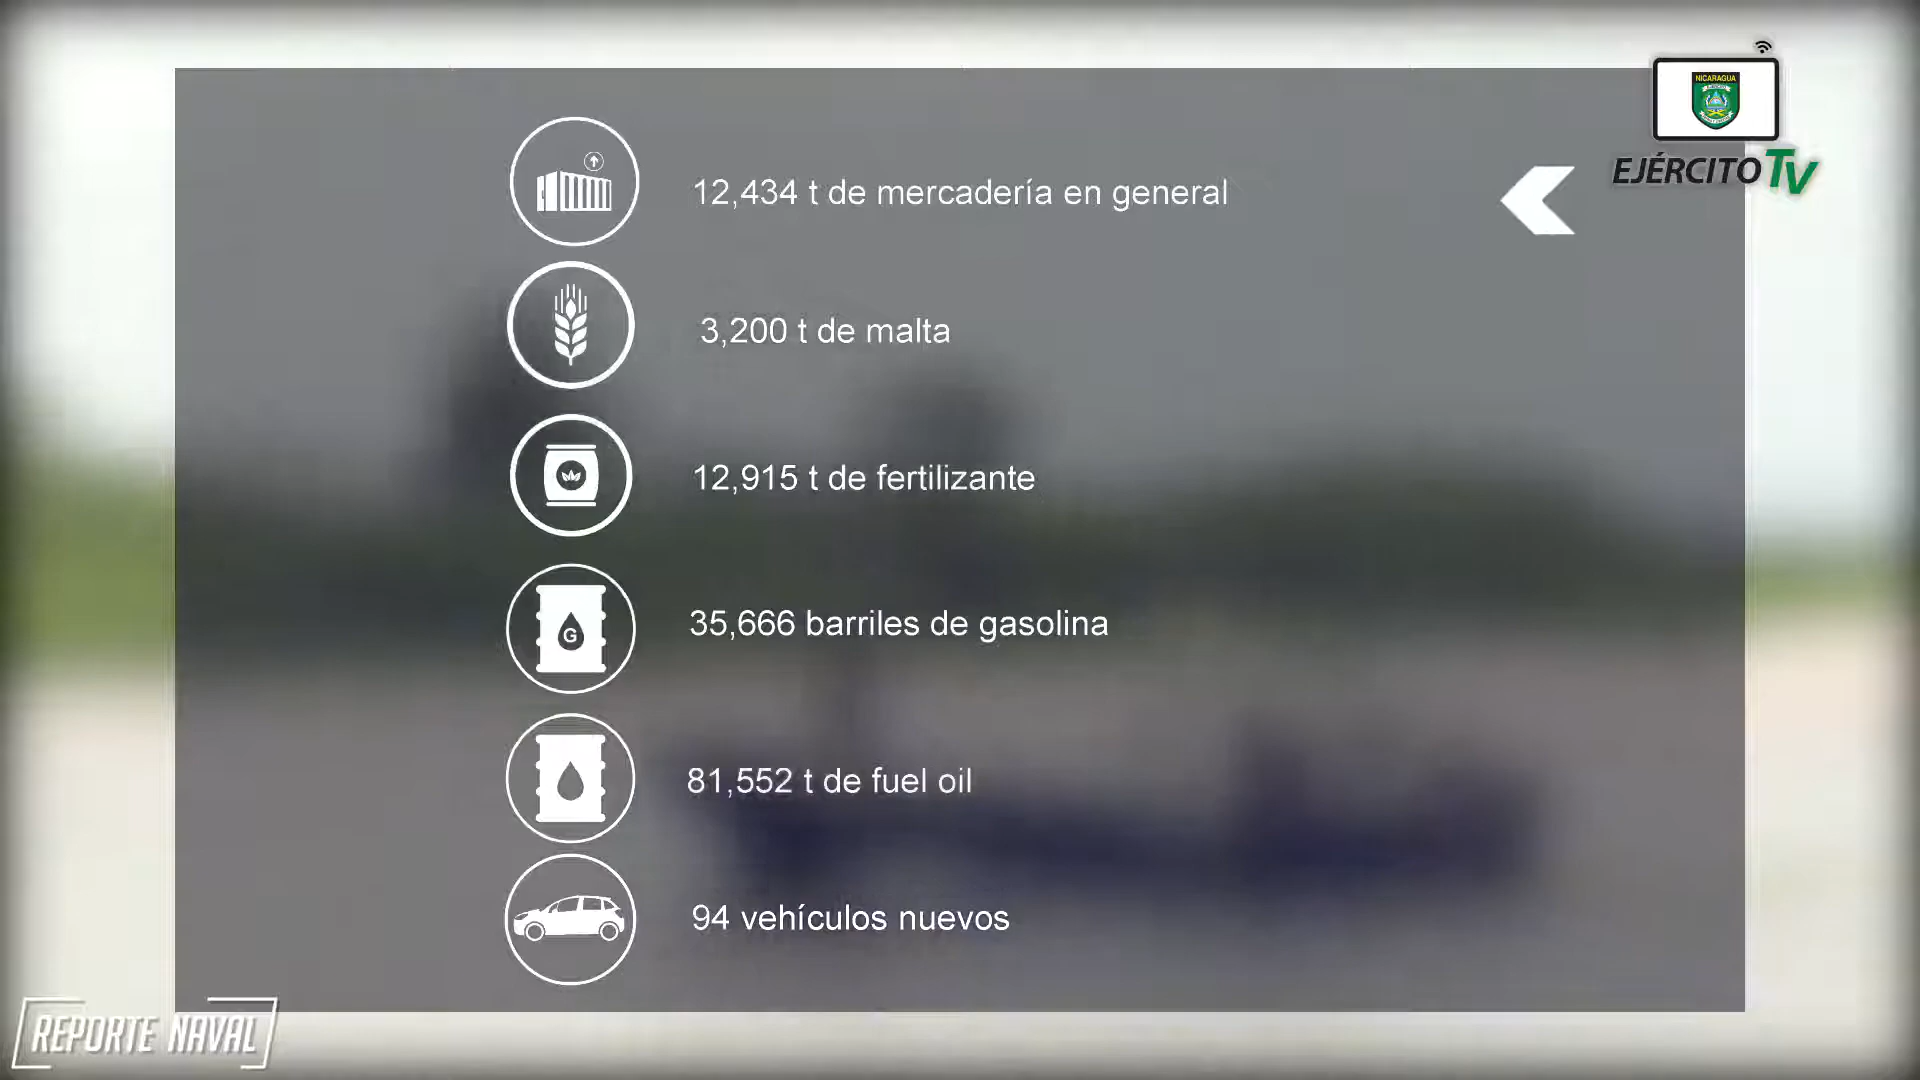 NICARAGUA
EJÉRCITO TV
12,434 t de mercadería en general
3,200 t de malta
12,915 t de fertilizante
G
35,666 barriles de gasolina
81,552 t de fuel oil
94 vehículos nuevos
REPORTE NAVAL